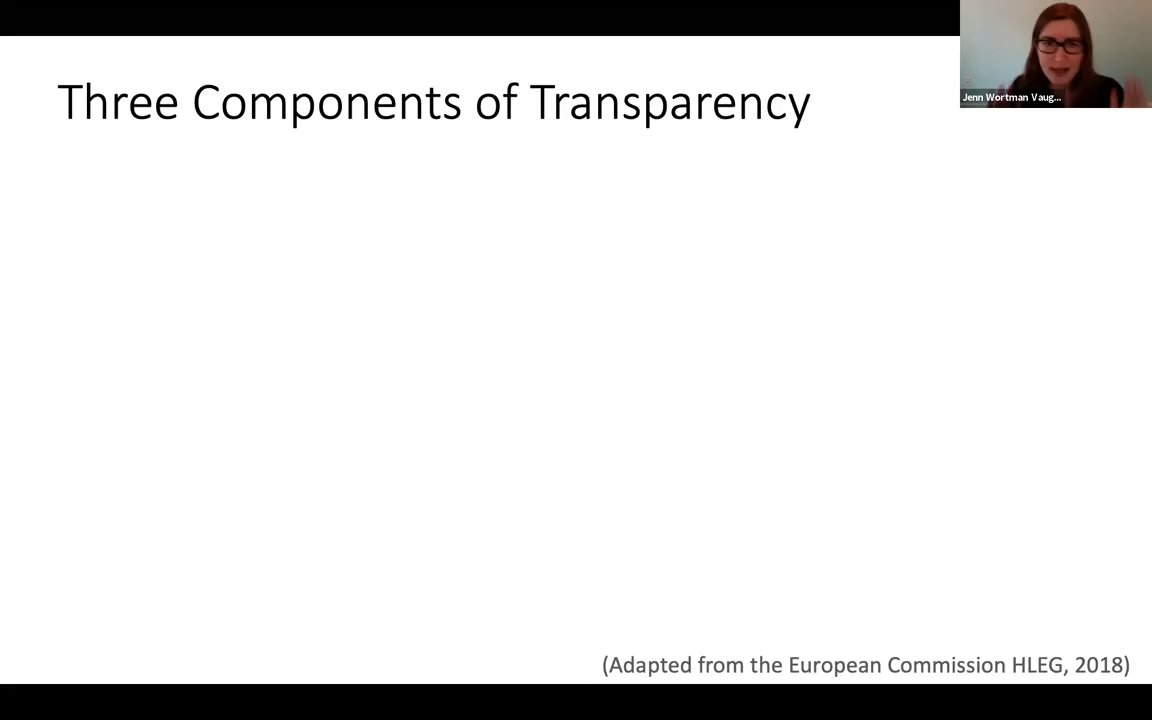 Three Components of Transparency
Jenn Wortman Vaug...
(Adapted from the European Commission HLEG, 2018)